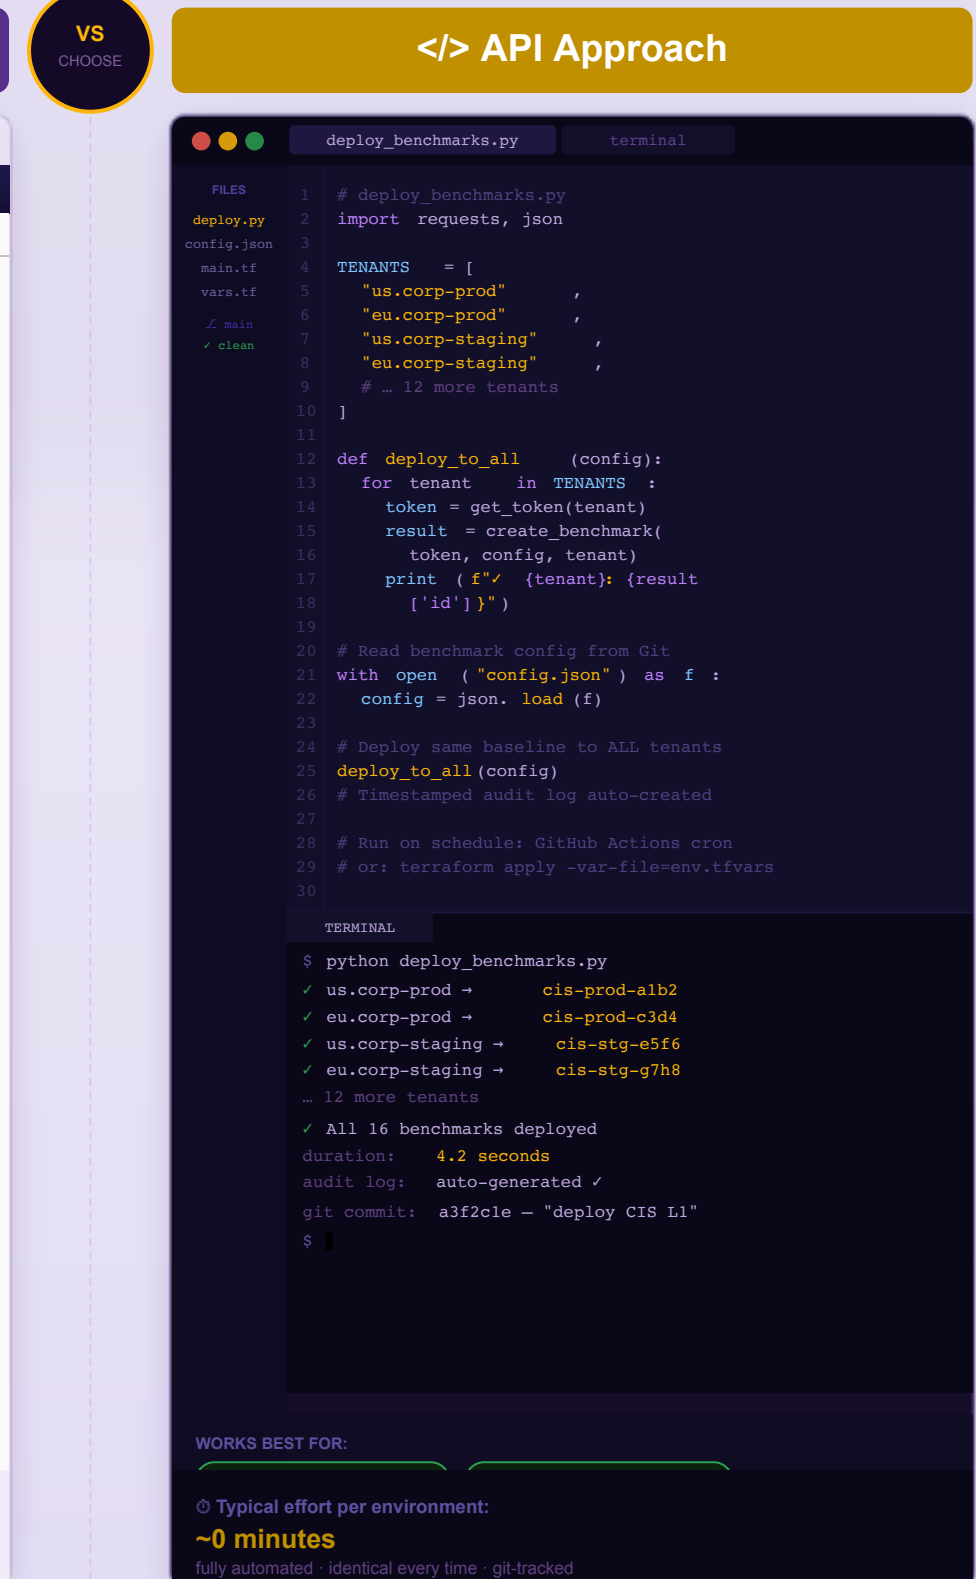 VS
CHOOSE
</> API Approach
deploy_benchmarks.py
terminal
FILES
deploy.py
config.json
main.tf
vars.tf
⎇ main
✓ clean
1 # deploy_benchmarks.py
2 import requests, json
3
4 TENANTS = [
5 "us.corp-prod" ,
6 "eu.corp-prod" ,
7 "us.corp-staging" ,
8 "eu.corp-staging" ,
9 # … 12 more tenants
10 ]
11
12 def deploy_to_all (config):
13 for tenant in TENANTS :
14 token = get_token(tenant)
15 result = create_benchmark(
16 token, config, tenant)
17 print ( f"✓ {tenant}: {result
18 ['id'] }" )
19
20 # Read benchmark config from Git
21 with open ( "config.json" ) as f :
22 config = json. load (f)
23
24 # Deploy same baseline to ALL tenants
25 deploy_to_all (config)
26 # Timestamped audit log auto-created
27
28 # Run on schedule: GitHub Actions cron
29 # or: terraform apply -var-file=env.tfvars
30
TERMINAL
$ python deploy_benchmarks.py
✓ us.corp-prod → cis-prod-a1b2
✓ eu.corp-prod → cis-prod-c3d4
✓ us.corp-staging → cis-stg-e5f6
✓ eu.corp-staging → cis-stg-g7h8
… 12 more tenants
✓ All 16 benchmarks deployed
duration: 4.2 seconds
audit log: auto-generated ✓
git commit: a3f2c1e — "deploy CIS L1"
$
WORKS BEST FOR:
⏱ Typical effort per environment:
~0 minutes
fully automated · identical every time · git-tracked